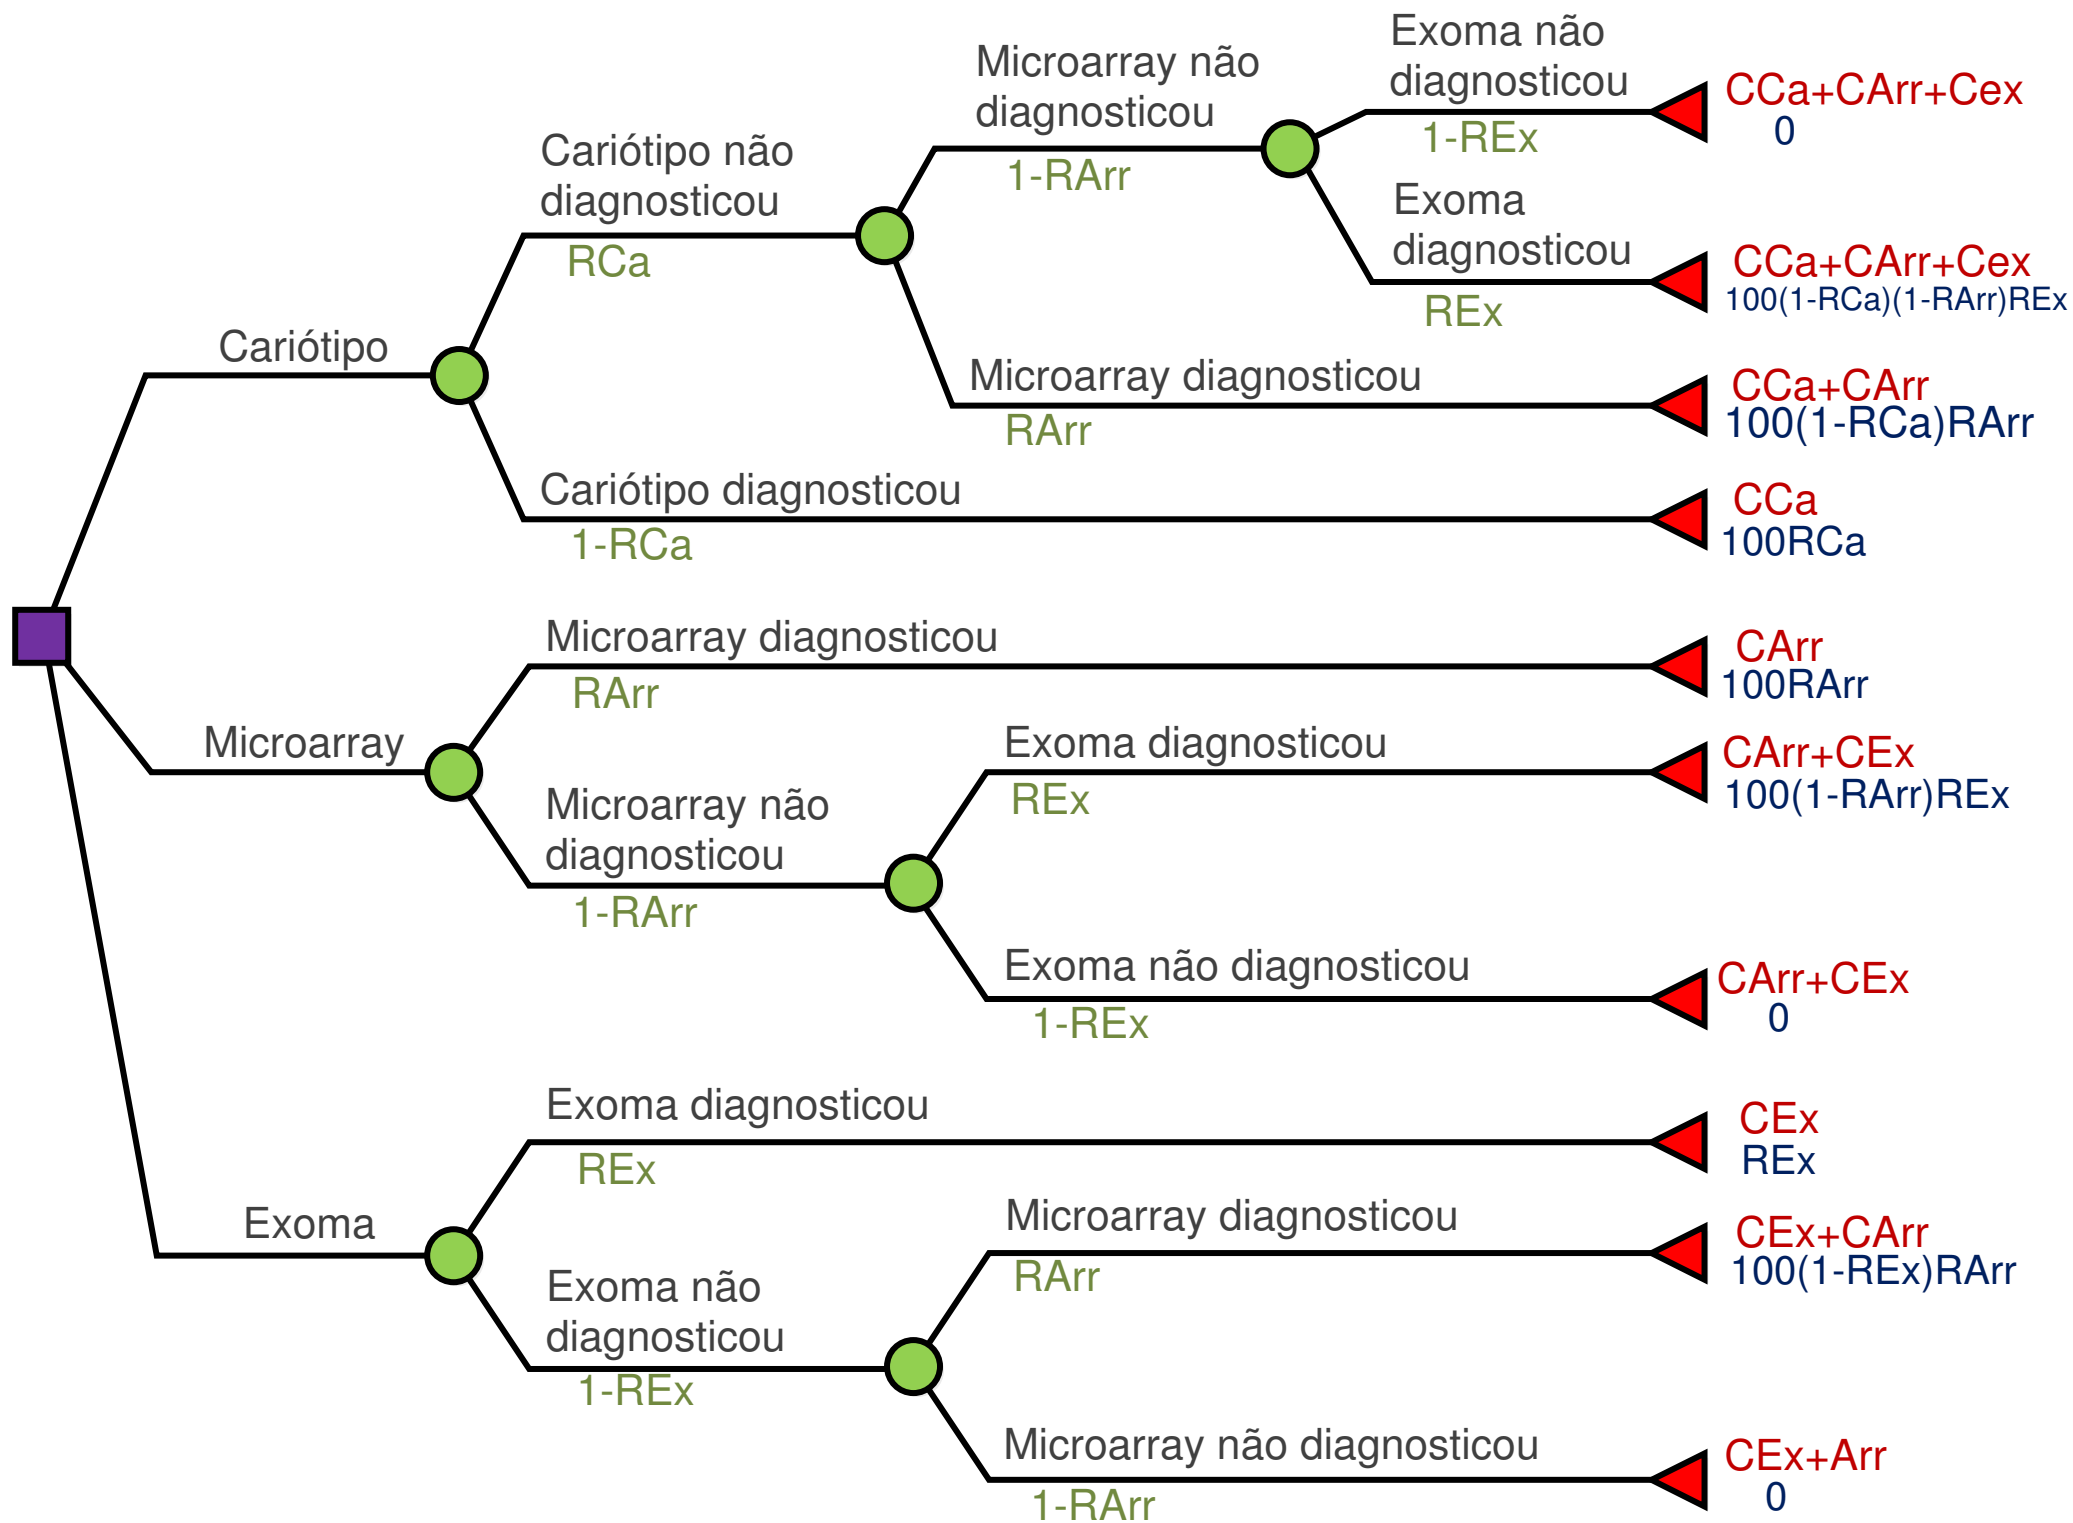 Exoma não
diagnosticou
1-REx
CCa+CArr+Cex
0
Microarray não
diagnosticou
1-RArr
Exoma
diagnosticou
REx
CCa+CArr+Cex
100(1-RCa)(1-RArr)REx
Cariótipo não
diagnosticou
RCa
Microarray diagnosticou
RArr
CCa+CArr
100(1-RCa)RArr
Cariótipo
Cariótipo diagnosticou
1-RCa
CCa
100RCa
Microarray diagnosticou
RArr
CArr
100RArr
Microarray
Exoma diagnosticou
REx
CArr+CEx
100(1-RArr)REx
Microarray não
diagnosticou
1-RArr
Exoma não diagnosticou
1-REx
CArr+CEx
0
Exoma diagnosticou
REx
CEx
REx
Exoma
Microarray diagnosticou
RArr
CEx+CArr
100(1-REx)RArr
Exoma não
diagnosticou
1-REx
Microarray não diagnosticou
1-RArr
CEx+Arr
0